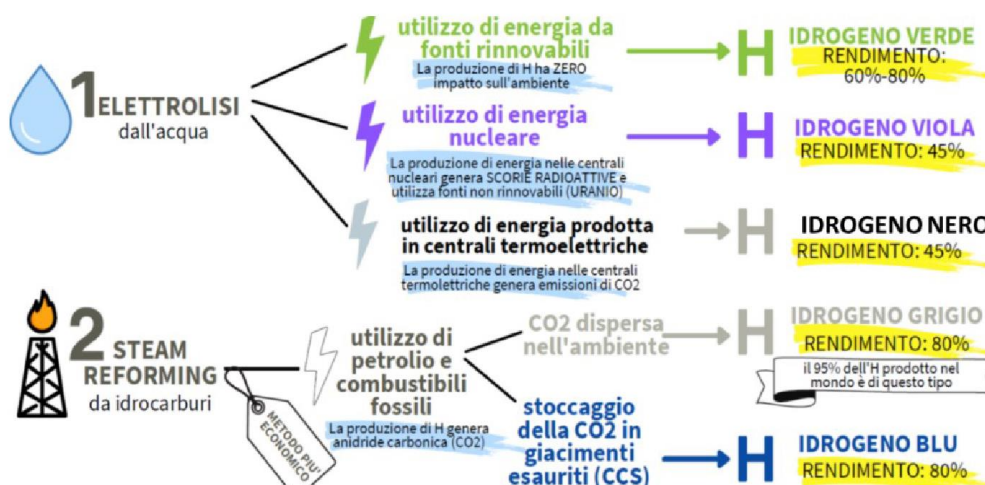 utilizzo di energia da
fonti rinnovabili
La produzione di H ha ZERO
impatto sull'ambiente
H
IDROGENO VERDE
RENDIMENTO:
60%-80%
1 ELETTROLISI
dall'acqua
utilizzo di energia
nucleare
La produzione di energia nelle centrali
nucleari genera SCORIE RADIOATTIVE e
utilizza fonti non rinnovabili (URANIO)
H
IDROGENO VIOLA
RENDIMENTO: 45%
utilizzo di energia prodotta
in centrali termoelettriche
La produzione di energia nelle centrali
termolettriche genera emissioni di CO2
H
IDROGENO NERO
RENDIMENTO: 45%
2 STEAM
REFORMING
da idrocarburi
METODO PIU'
ECONOMICO
utilizzo di
petrolio e
combustibili
fossili
La produzione di H genera
anidride carbonica (CO2)
CO2 dispersa
nell'ambiente
H
IDROGENO GRIGIO
RENDIMENTO: 80%
il 95% dell'H prodotto nel
mondo è di questo tipo
stoccaggio
della CO2 in
giacimenti
esauriti (CCS)
H
IDROGENO BLU
RENDIMENTO: 80%